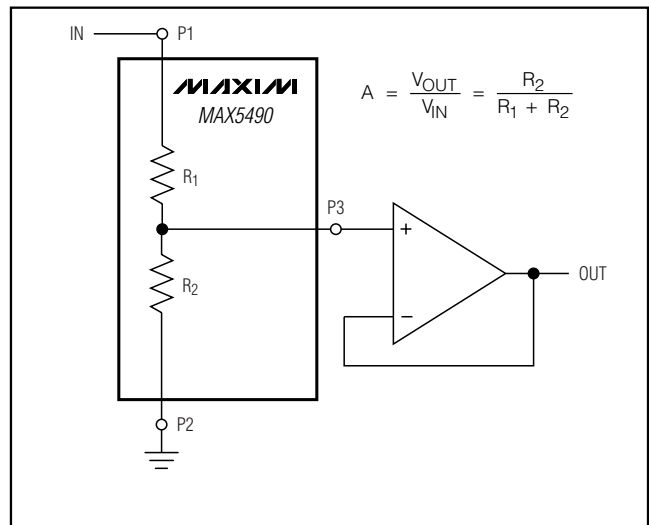 IN
P1
MAXIM
MAX5490
A = V_OUT / V_IN = R_2 / (R_1 + R_2)
R1
P3
+
R2
OUT
−
P2